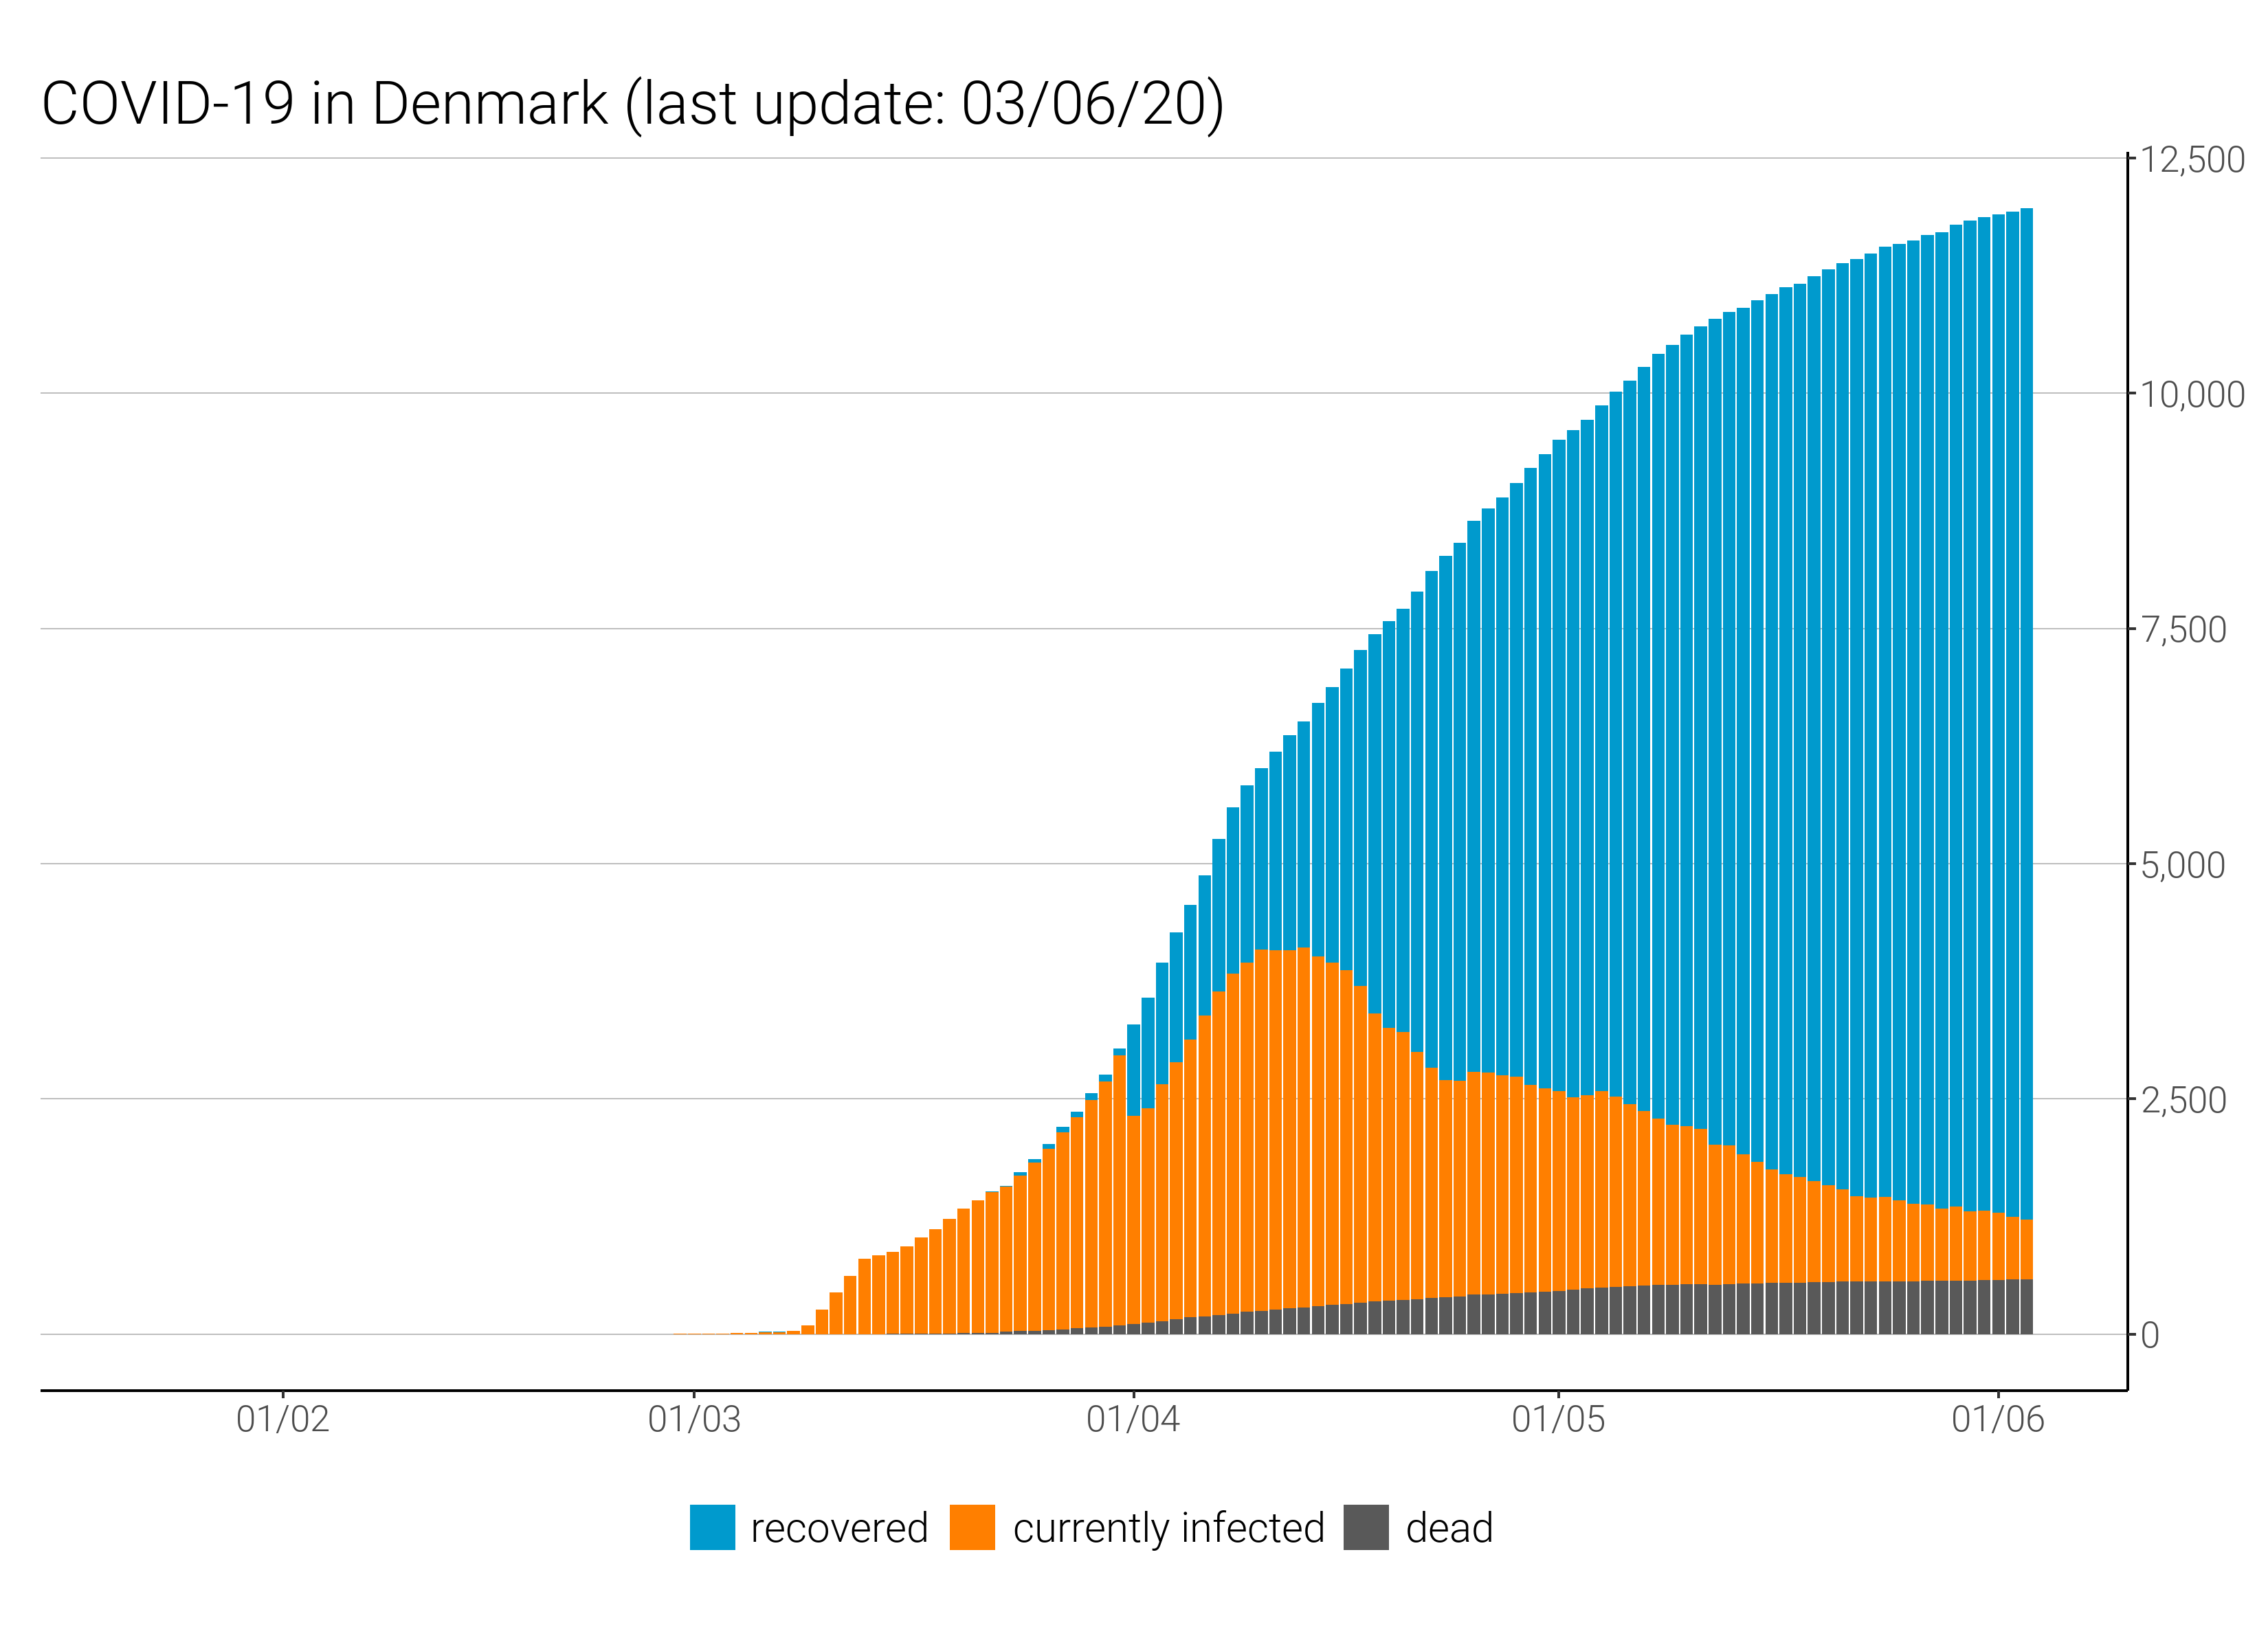 COVID-19 in Denmark (last update: 03/06/20)
12,500
10,000
7,500
5,000
2,500
0
01/02 01/03 01/04 01/05 01/06
recovered currently infected dead